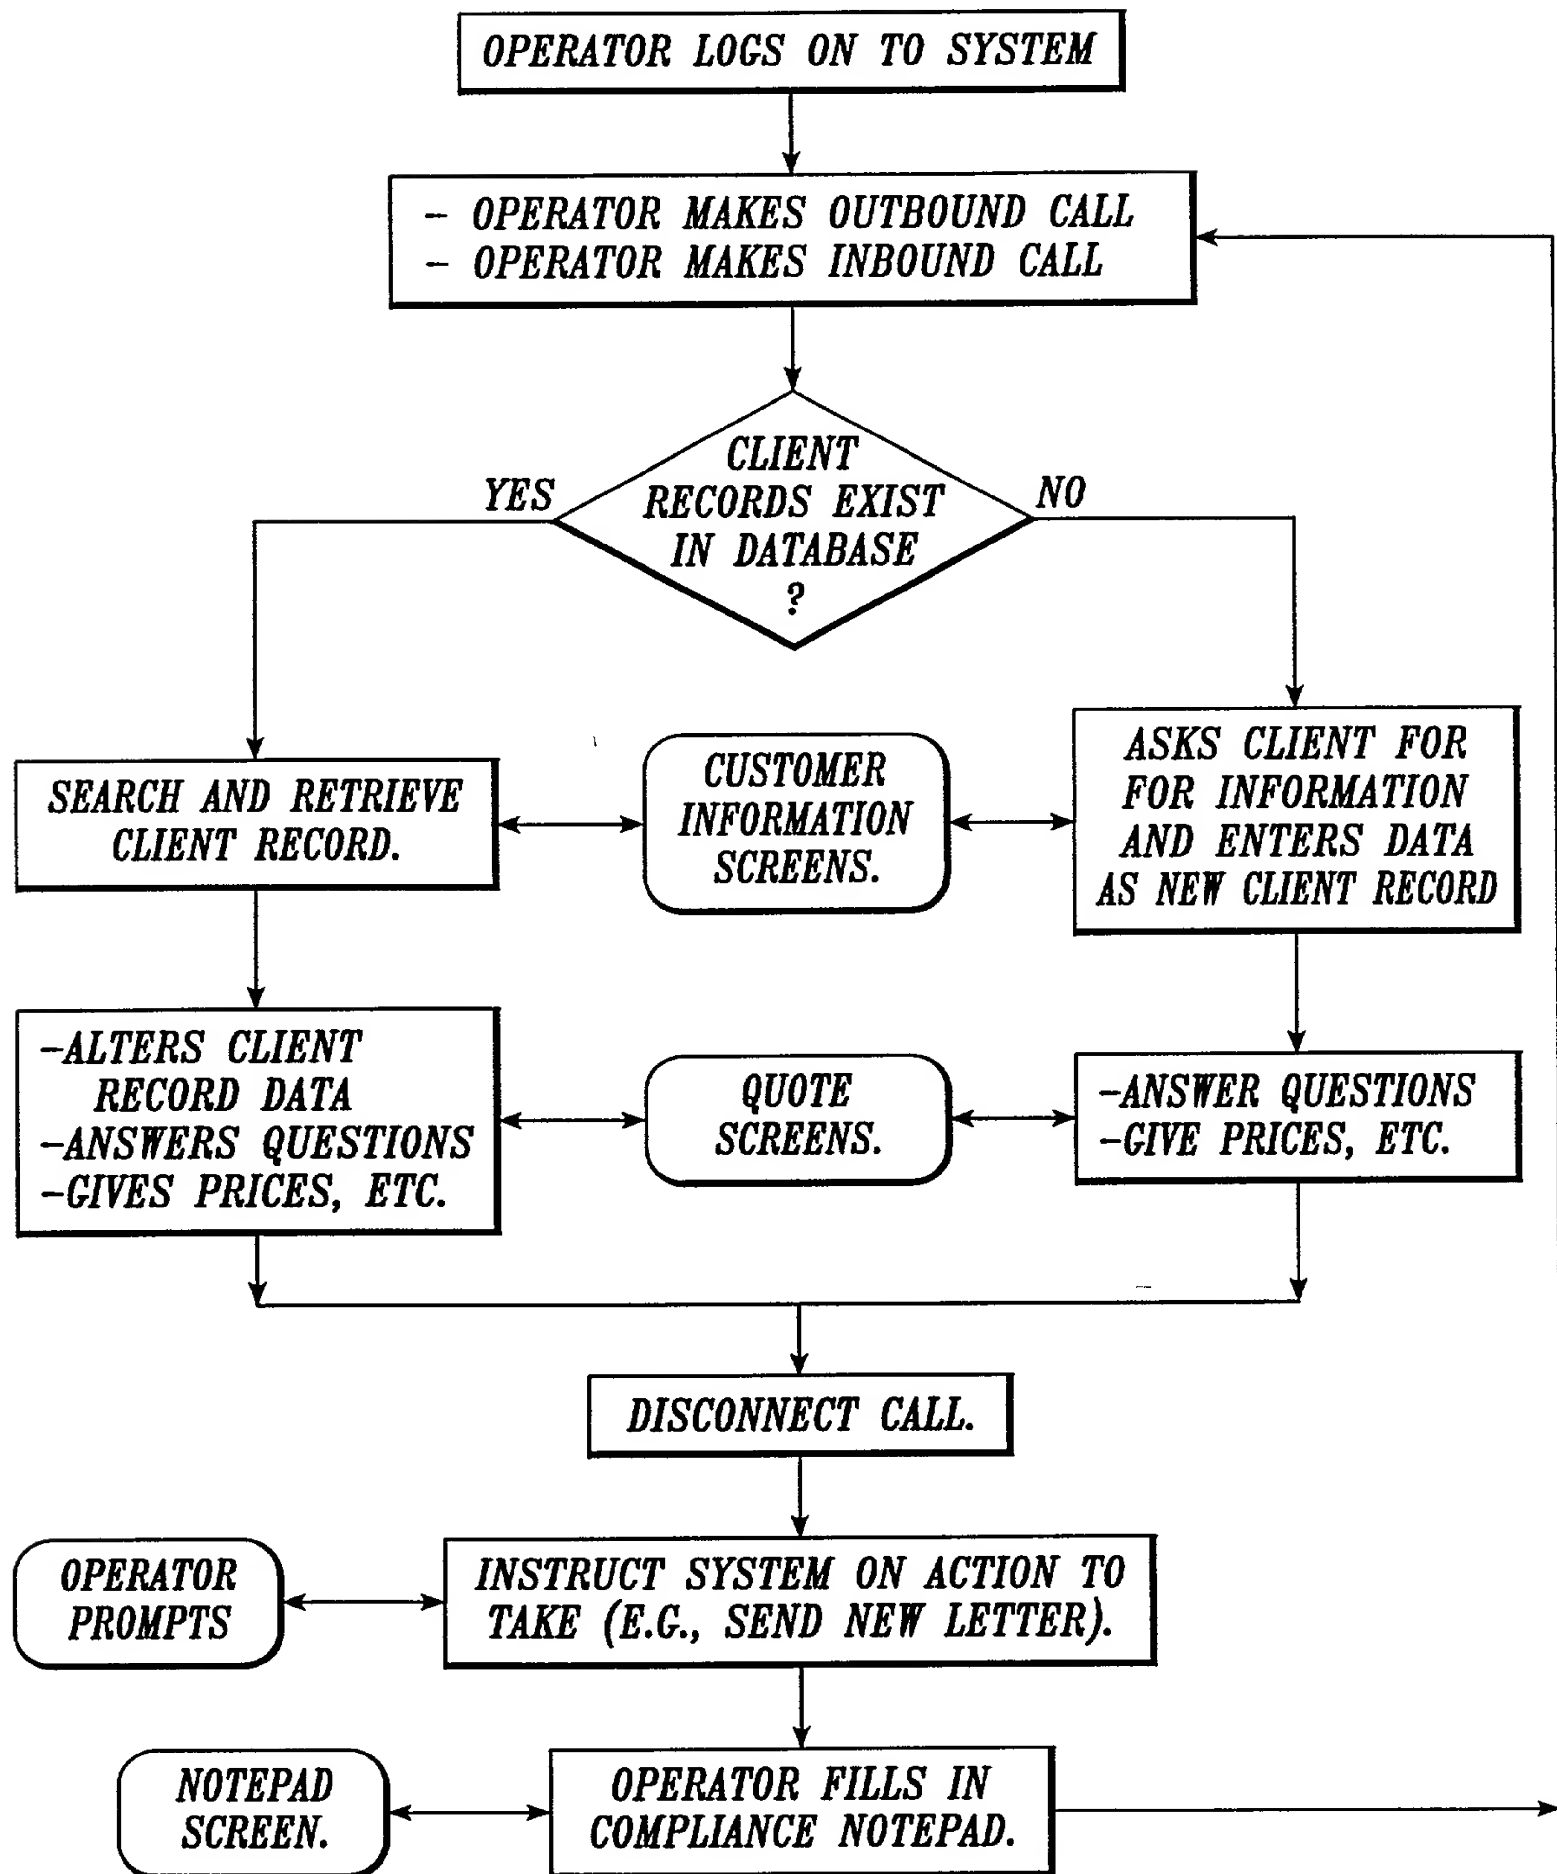 OPERATOR LOGS ON TO SYSTEM
- OPERATOR MAKES OUTBOUND CALL
- OPERATOR MAKES INBOUND CALL
CLIENT
RECORDS EXIST
IN DATABASE
?
YES
NO
SEARCH AND RETRIEVE
CLIENT RECORD.
CUSTOMER
INFORMATION
SCREENS.
ASKS CLIENT FOR
FOR INFORMATION
AND ENTERS DATA
AS NEW CLIENT RECORD
-ALTERS CLIENT
RECORD DATA
-ANSWERS QUESTIONS
-GIVES PRICES, ETC.
QUOTE
SCREENS.
-ANSWER QUESTIONS
-GIVE PRICES, ETC.
DISCONNECT CALL.
OPERATOR
PROMPTS
INSTRUCT SYSTEM ON ACTION TO
TAKE (E.G., SEND NEW LETTER).
NOTEPAD
SCREEN.
OPERATOR FILLS IN
COMPLIANCE NOTEPAD.